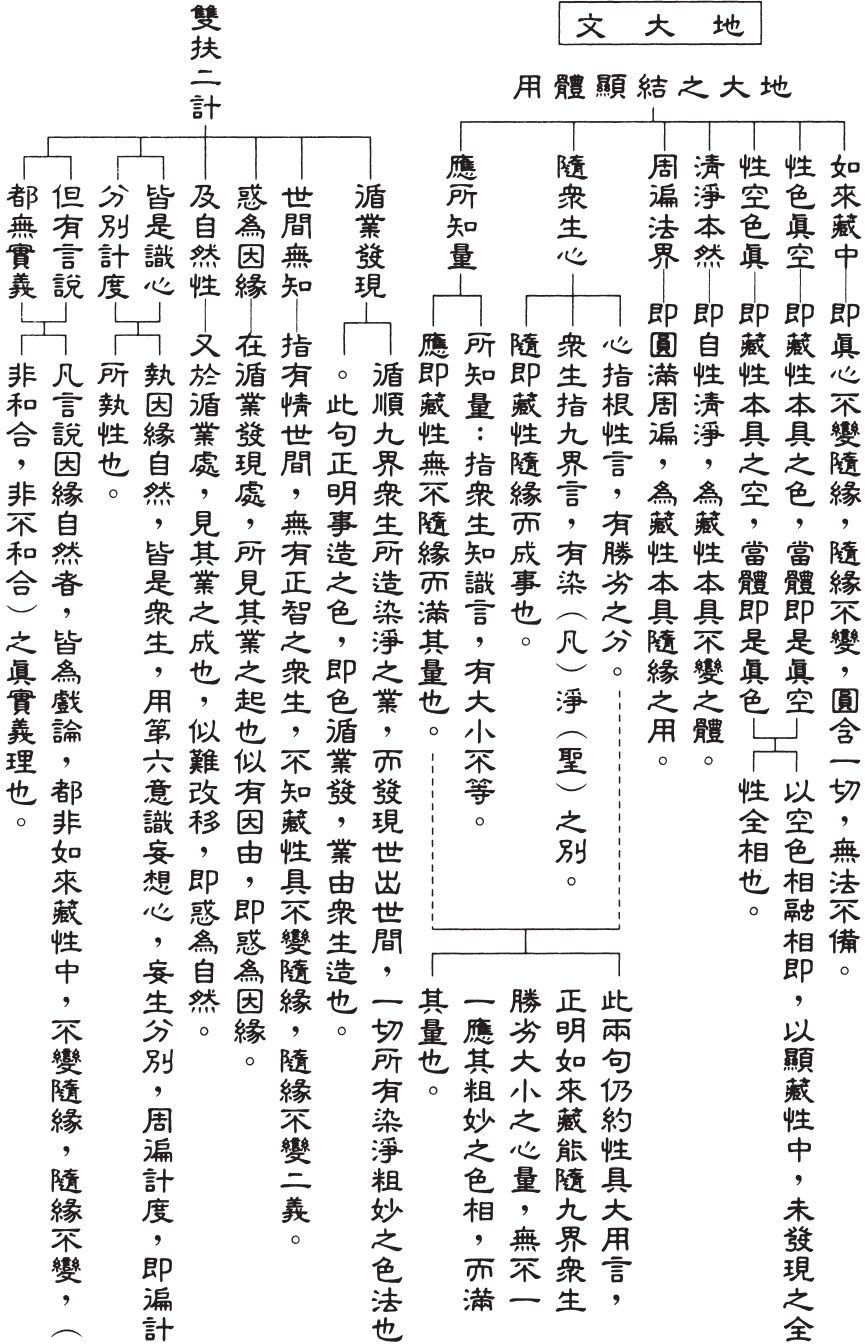 地大文
地大之結顯體用
如來藏中
即眞心不變隨緣，隨緣不變，圓含一切，無法不備。
性色眞空
即藏性本具之色，當體即是眞空
性空色眞
即藏性本具之空，當體即是眞色
以空色相融相即，以顯藏性中，未發現之全
性全相也。
清淨本然
即自性清淨，為藏性本具不變之體。
周徧法界
即圓滿周徧，為藏性本具隨緣之用。
隨衆生心
心指根性言，有勝劣之分。
衆生指九界言，有染（凡）淨（聖）之別。
隨即藏性隨緣而成事也。
應所知量
所知量：指衆生知識言，有大小不等。
應即藏性無不隨緣而滿其量也。
此兩句仍約性具大用言，
正明如來藏能隨九界衆生
勝劣大小之心量，無不一
一應其粗妙之色相，而滿
其量也。
雙扶二計
循業發現
循順九界衆生所造染淨之業，而發現世出世間，一切所有染淨粗妙之色法也
。此句正明事造之色，即色循業發，業由衆生造也。
世間無知
指有情世間，無有正智之衆生，不知藏性具不變隨緣，隨緣不變二義。
惑為因緣
在循業發現處，所見其業之起也似有因由，即惑為因緣。
及自然性
又於循業處，見其業之成也，似難改移，即惑為自然。
皆是識心
分別計度
執因緣自然，皆是衆生，用第六意識妄想心，妄生分別，周徧計度，即徧計
所執性也。
但有言說
都無實義
凡言說因緣自然者，皆為戲論，都非如來藏性中，不變隨緣，隨緣不變，（
非和合，非不和合）之眞實義理也。